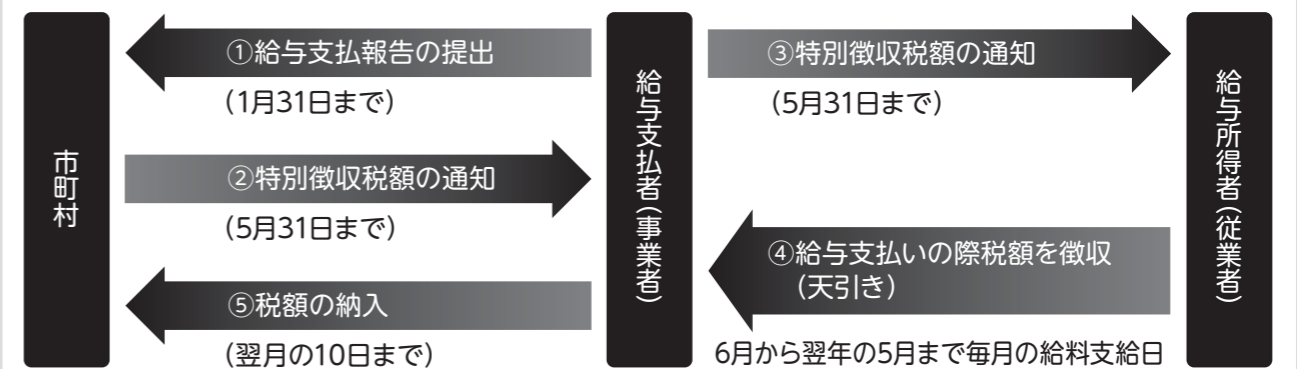 市町村
①給与支払報告の提出
（1月31日まで）
②特別徴収税額の通知
（5月31日まで）
⑤税額の納入
（翌月の10日まで）
給与支払者（事業者）
③特別徴収税額の通知
（5月31日まで）
④給与支払いの際税額を徴収
（天引き）
6月から翌年の5月まで毎月の給料支給日
給与所得者（従業者）